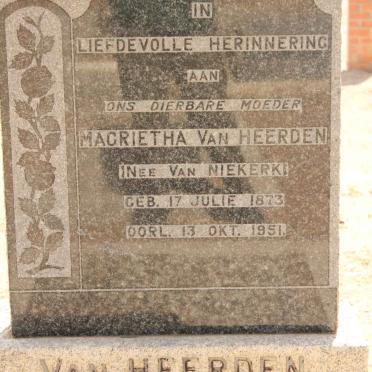 IN
LIEFDEVOLLE HERINNERING
AAN
ONS DIERBARE MOEDER
MAGRIETHA VAN HEERDEN
(NEE VAN NIEKERK)
GEB. 17 JULIE 1873
OORL. 13 OKT. 1951.
VAN HEERDEN